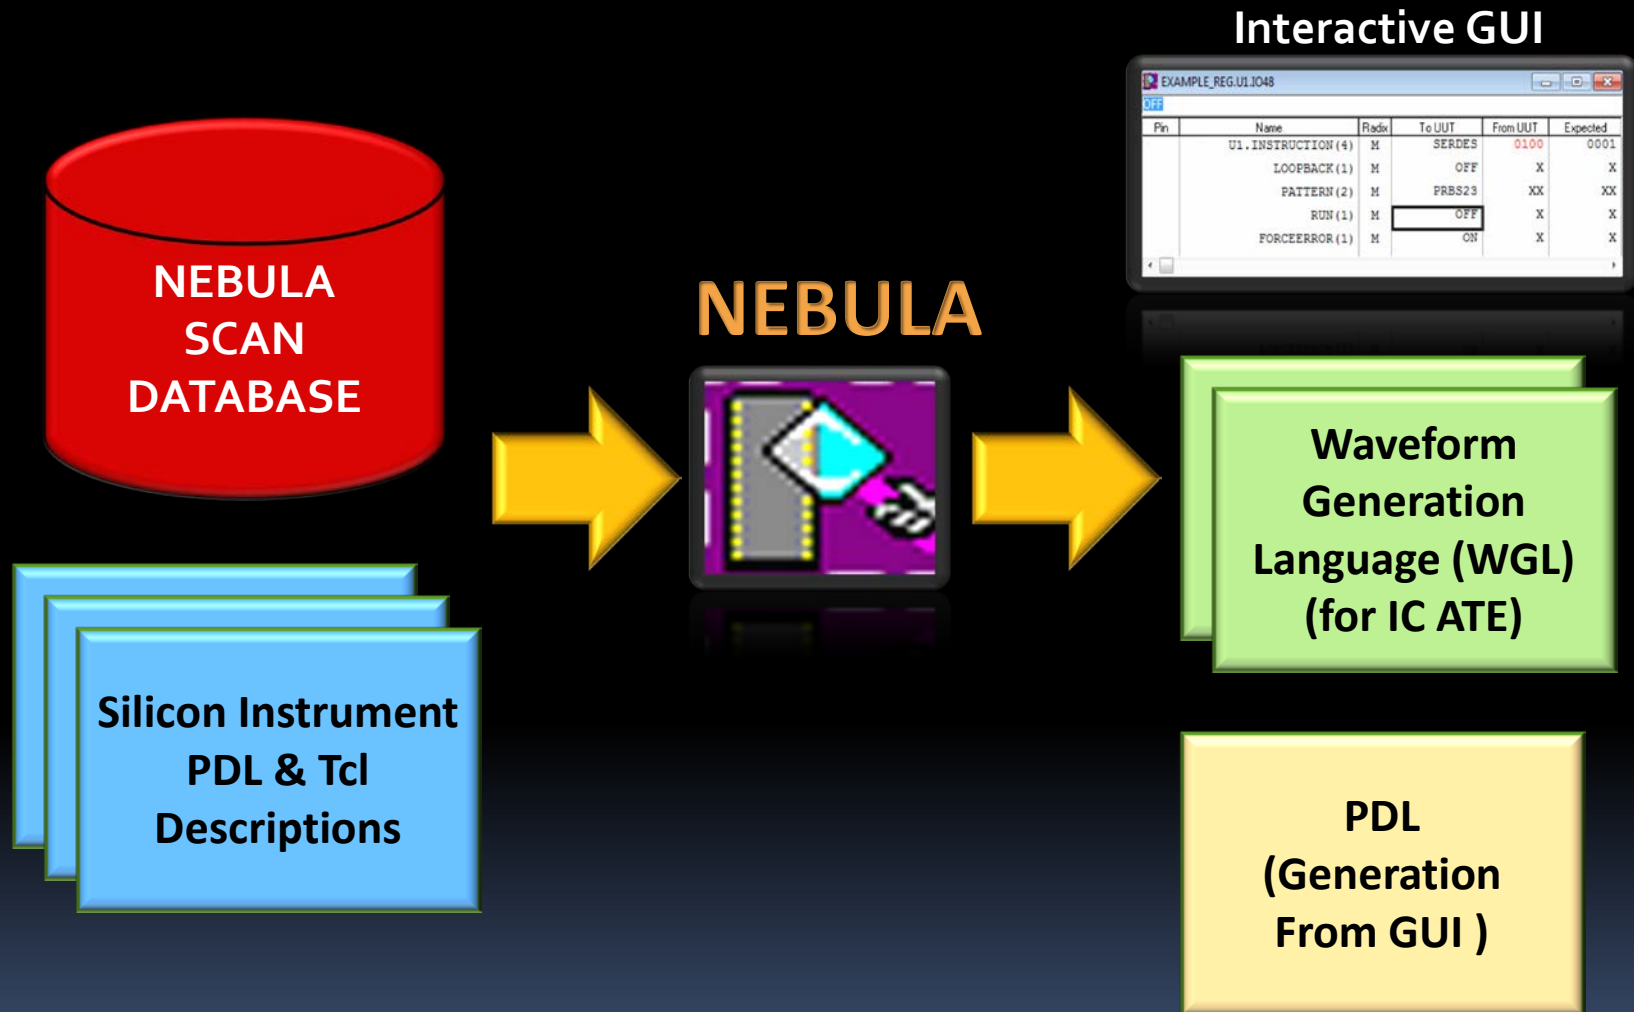 Interactive GUI
EXAMPLE_REG.U1.IO48
OFF
Pin Name Radix To UUT From UUT Expected
U1.INSTRUCTION(4) M SERDES 0100 0001
LOOPBACK(1) M OFF X X
PATTERN(2) M PRBS23 XX XX
RUN(1) M OFF X X
FORCEERROR(1) M ON X X
NEBULA
SCAN
DATABASE
NEBULA
Waveform
Generation
Language (WGL)
(for IC ATE)
Silicon Instrument
PDL & Tcl
Descriptions
PDL
(Generation
From GUI )